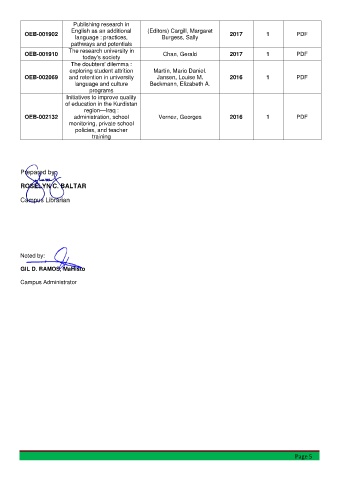 Publishing research in
English as an additional
language : practices,
pathways and potentials
OEB-001902
(Editors) Cargill, Margaret
Burgess, Sally
2017
1
PDF
OEB-001910
The research university in
today's society
Chan, Gerald
2017
1
PDF
OEB-002069
The doubters' dilemma :
exploring student attrition
and retention in university
language and culture
programs
Martin, Mario Daniel.
Jansen, Louise M.
Beckmann, Elizabeth A.
2016
1
PDF
OEB-002132
Initiatives to improve quality
of education in the Kurdistan
region—Iraq :
administration, school
monitoring, private school
policies, and teacher
training
Vernez, Georges
2016
1
PDF
Prepared by:
ROSELYN C. BALTAR
Campus Librarian
Noted by:
GIL D. RAMOS, MaHisto
Campus Administrator
Page 5